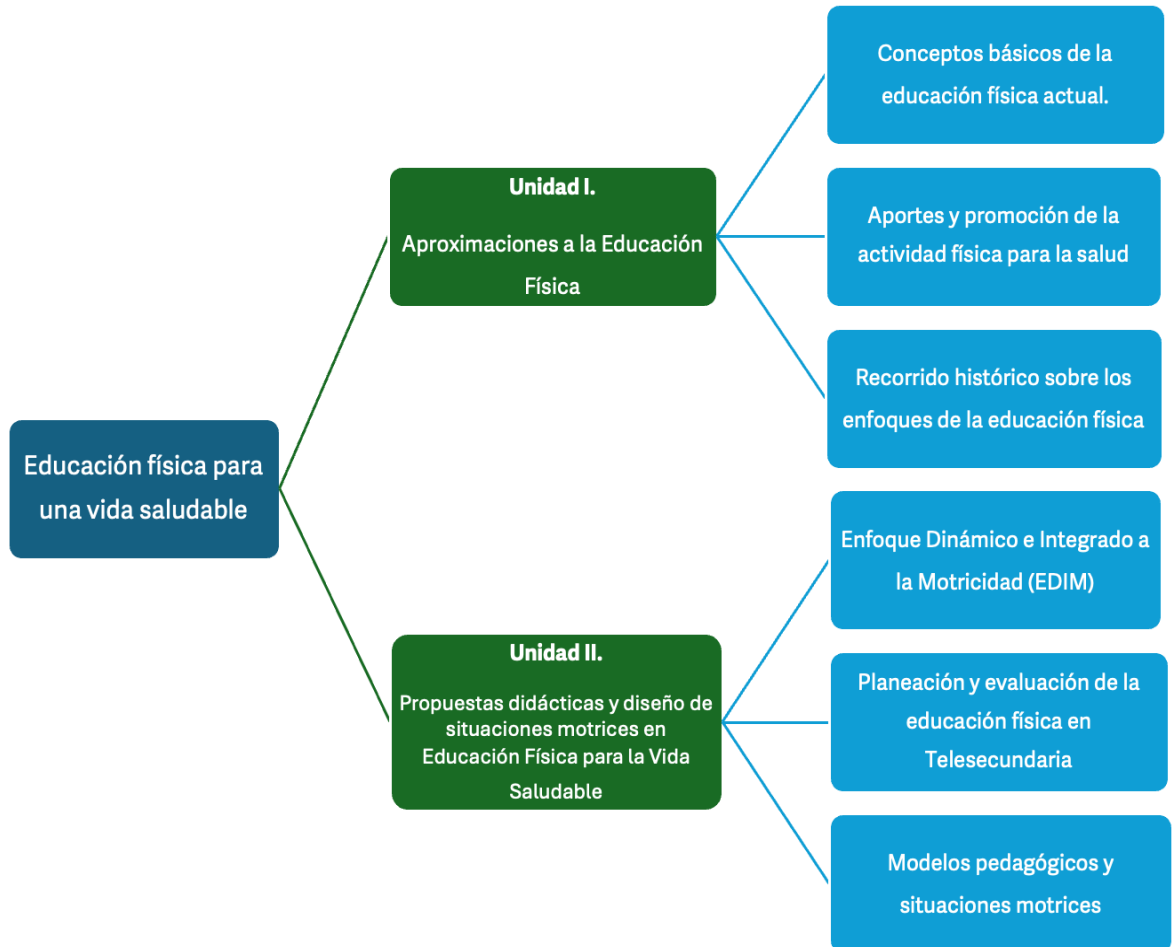 Educación física para
una vida saludable
Unidad I.
Aproximaciones a la Educación
Física
Conceptos básicos de la
educación física actual.
Aportes y promoción de la
actividad física para la salud
Recorrido histórico sobre los
enfoques de la educación física
Unidad II.
Propuestas didácticas y diseño de
situaciones motrices en
Educación Física para la Vida
Saludable
Enfoque Dinámico e Integrado a
la Motricidad (EDIM)
Planeación y evaluación de la
educación física en
Telesecundaria
Modelos pedagógicos y
situaciones motrices